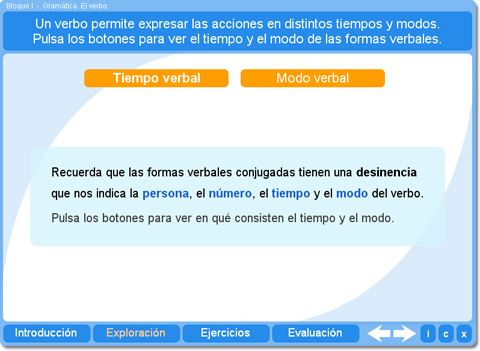 Bloque I - Gramática. El verbo.
Un verbo permite expresar las acciones en distintos tiempos y modos.
Pulsa los botones para ver el tiempo y el modo de las formas verbales.
Tiempo verbal
Modo verbal
Recuerda que las formas verbales conjugadas tienen una desinencia
que nos indica la persona, el número, el tiempo y el modo del verbo.
Pulsa los botones para ver en qué consisten el tiempo y el modo.
Introducción Exploración Ejercicios Evaluación i c x